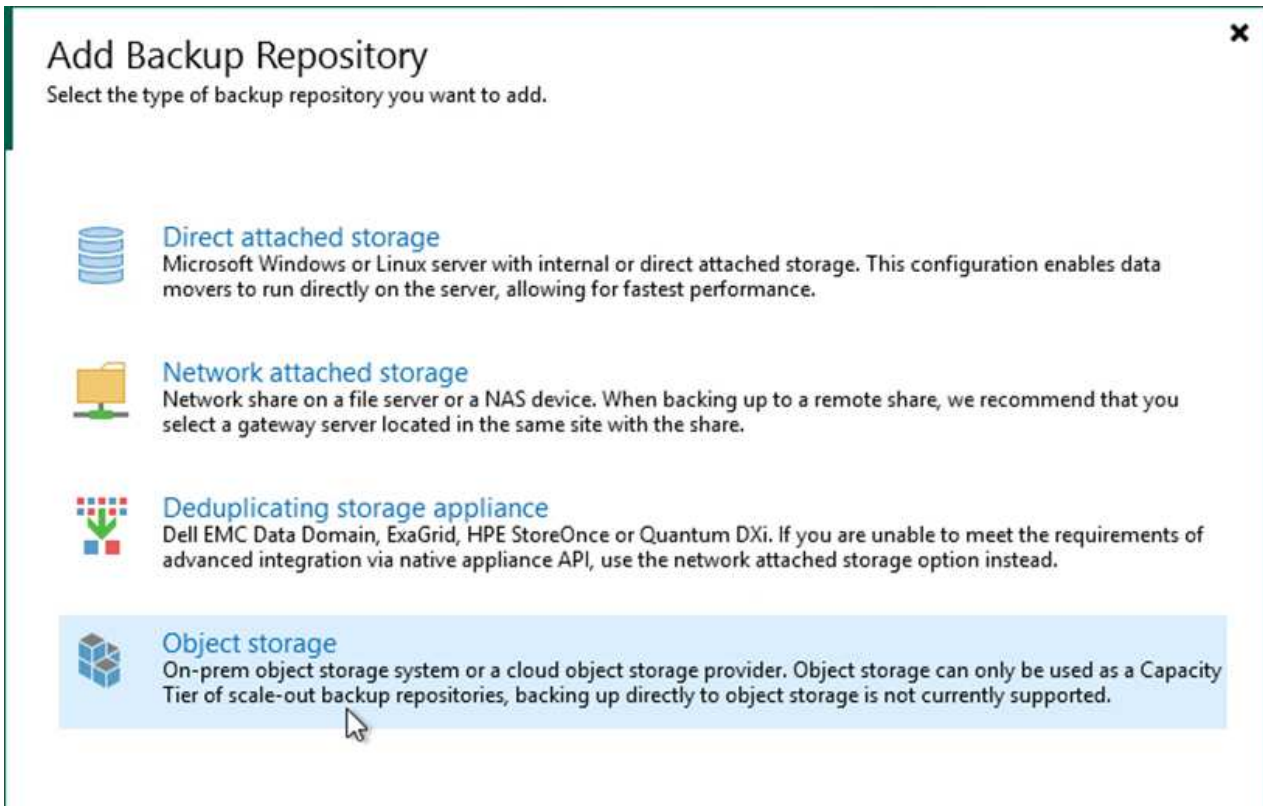 Add Backup Repository
Select the type of backup repository you want to add.
Direct attached storage
Microsoft Windows or Linux server with internal or direct attached storage. This configuration enables data
movers to run directly on the server, allowing for fastest performance.
Network attached storage
Network share on a file server or a NAS device. When backing up to a remote share, we recommend that you
select a gateway server located in the same site with the share.
Deduplicating storage appliance
Dell EMC Data Domain, ExaGrid, HPE StoreOnce or Quantum DXi. If you are unable to meet the requirements of
advanced integration via native appliance API, use the network attached storage option instead.
Object storage
On-prem object storage system or a cloud object storage provider. Object storage can only be used as a Capacity
Tier of scale-out backup repositories, backing up directly to object storage is not currently supported.